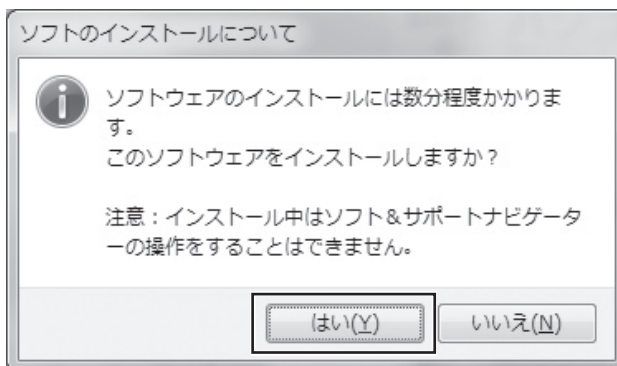 ソフトのインストールについて
ソフトウェアのインストールには数分程度かかりま
す。
このソフトウェアをインストールしますか？
注意：インストール中はソフト＆サポートナビゲータ
ーの操作をすることはできません。
はい(Y) いいえ(N)